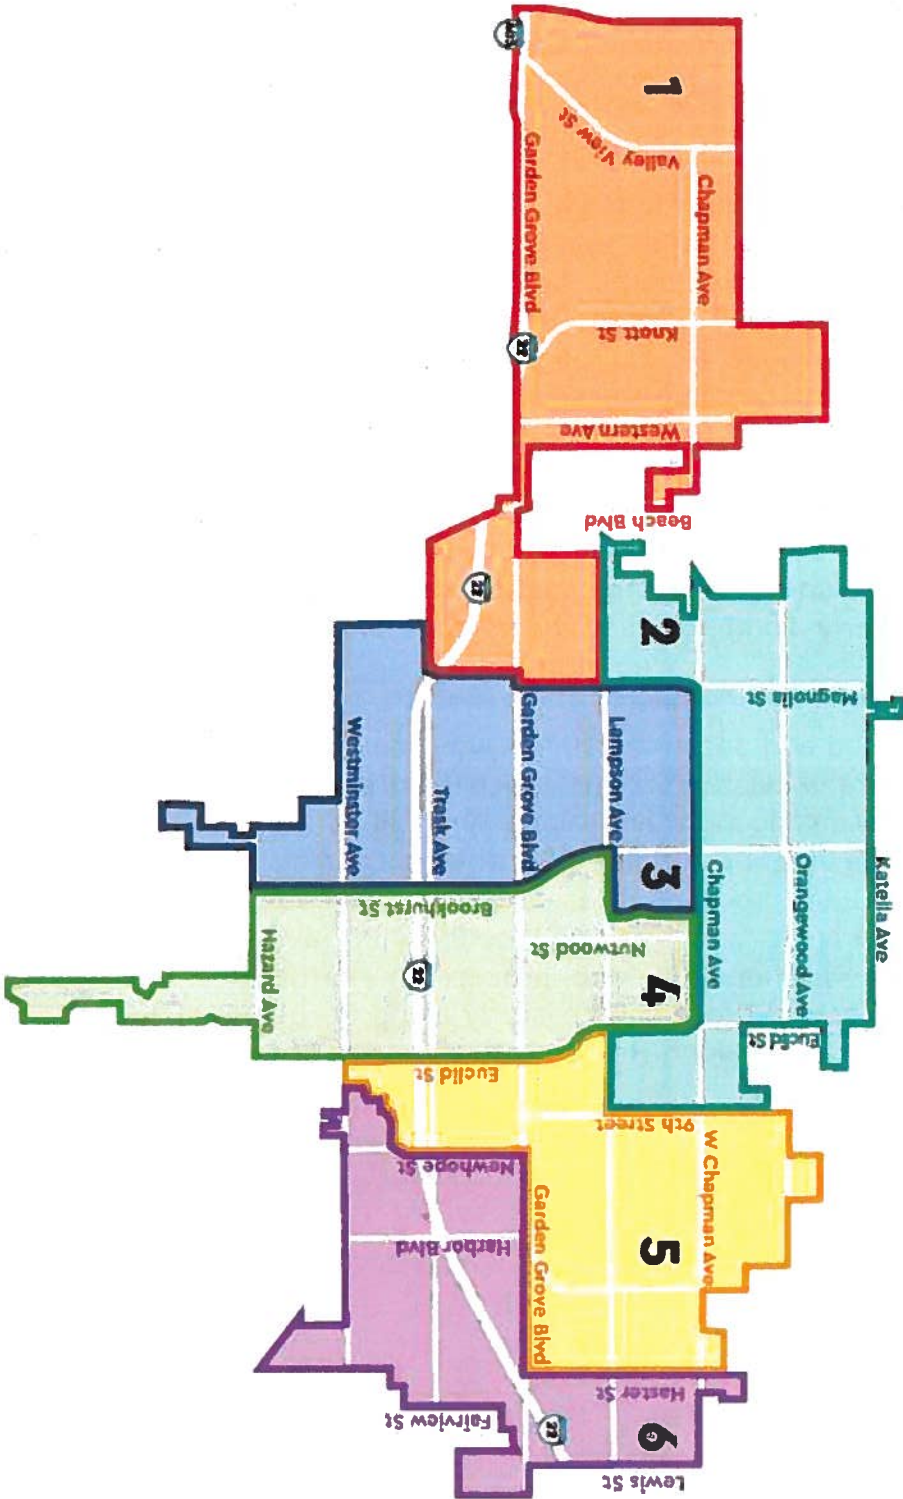 1
Valley View St
Garden Grove Blvd
Chapman Ave
Knott St
22
Western Ave
Beach Blvd
22
2
Magnolia St
Katella Ave
Orangewood Ave
Chapman Ave
Euclid St
Lampson Ave
Garden Grove Blvd
Trask Ave
Westminster Ave
3
Brookhurst St
Nutwood St
4
22
Hazard Ave
Euclid St
9th Street
W Chapman Ave
5
Newhope St
Garden Grove Blvd
Harbor Blvd
Haster St
Fairview St
22
6
Lewis St